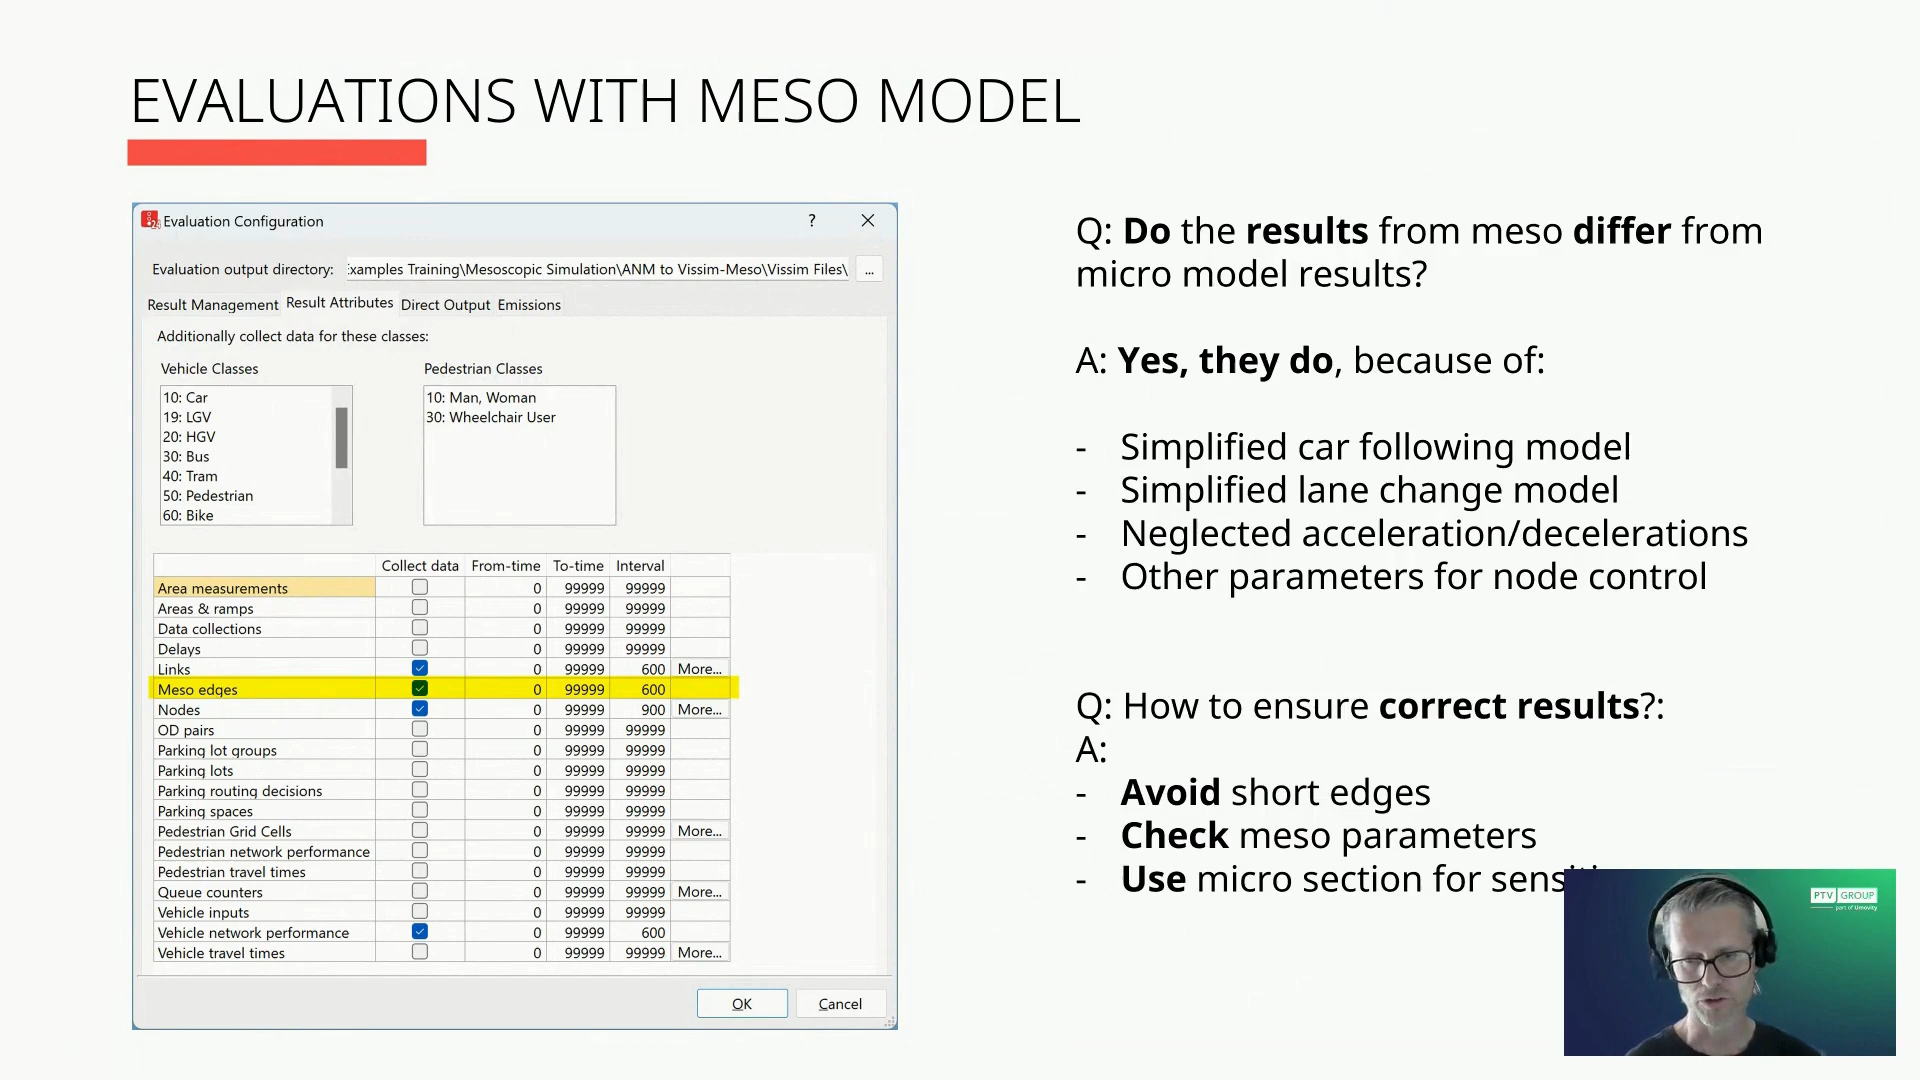 EVALUATIONS WITH MESO MODEL
Evaluation Configuration
?
Evaluation output directory: xamples Training\Mesoscopic Simulation\ANM to Vissim-Meso\Vissim Files\ ...
Result Management Result Attributes Direct Output Emissions
Additionally collect data for these classes:
Vehicle Classes Pedestrian Classes
10: Car 10: Man, Woman
19: LGV 30: Wheelchair User
20: HGV
30: Bus
40: Tram
50: Pedestrian
60: Bike
Collect data From-time To-time Interval
Area measurements 0 99999 99999
Areas & ramps 0 99999 99999
Data collections 0 99999 99999
Delays 0 99999 99999
Links 0 99999 600 More...
Meso edges 0 99999 600
Nodes 0 99999 900 More...
OD pairs 0 99999 99999
Parking lot groups 0 99999 99999
Parking lots 0 99999 99999
Parking routing decisions 0 99999 99999
Parking spaces 0 99999 99999
Pedestrian Grid Cells 0 99999 99999 More...
Pedestrian network performance 0 99999 99999
Pedestrian travel times 0 99999 99999
Queue counters 0 99999 99999 More...
Vehicle inputs 0 99999 99999
Vehicle network performance 0 99999 600
Vehicle travel times 0 99999 99999 More...
OK Cancel
Q: Do the results from meso differ from
micro model results?
A: Yes, they do, because of:
- Simplified car following model
- Simplified lane change model
- Neglected acceleration/decelerations
- Other parameters for node control
Q: How to ensure correct results?:
A:
- Avoid short edges
- Check meso parameters
- Use micro section for
PTV GROUP
part of Umovity